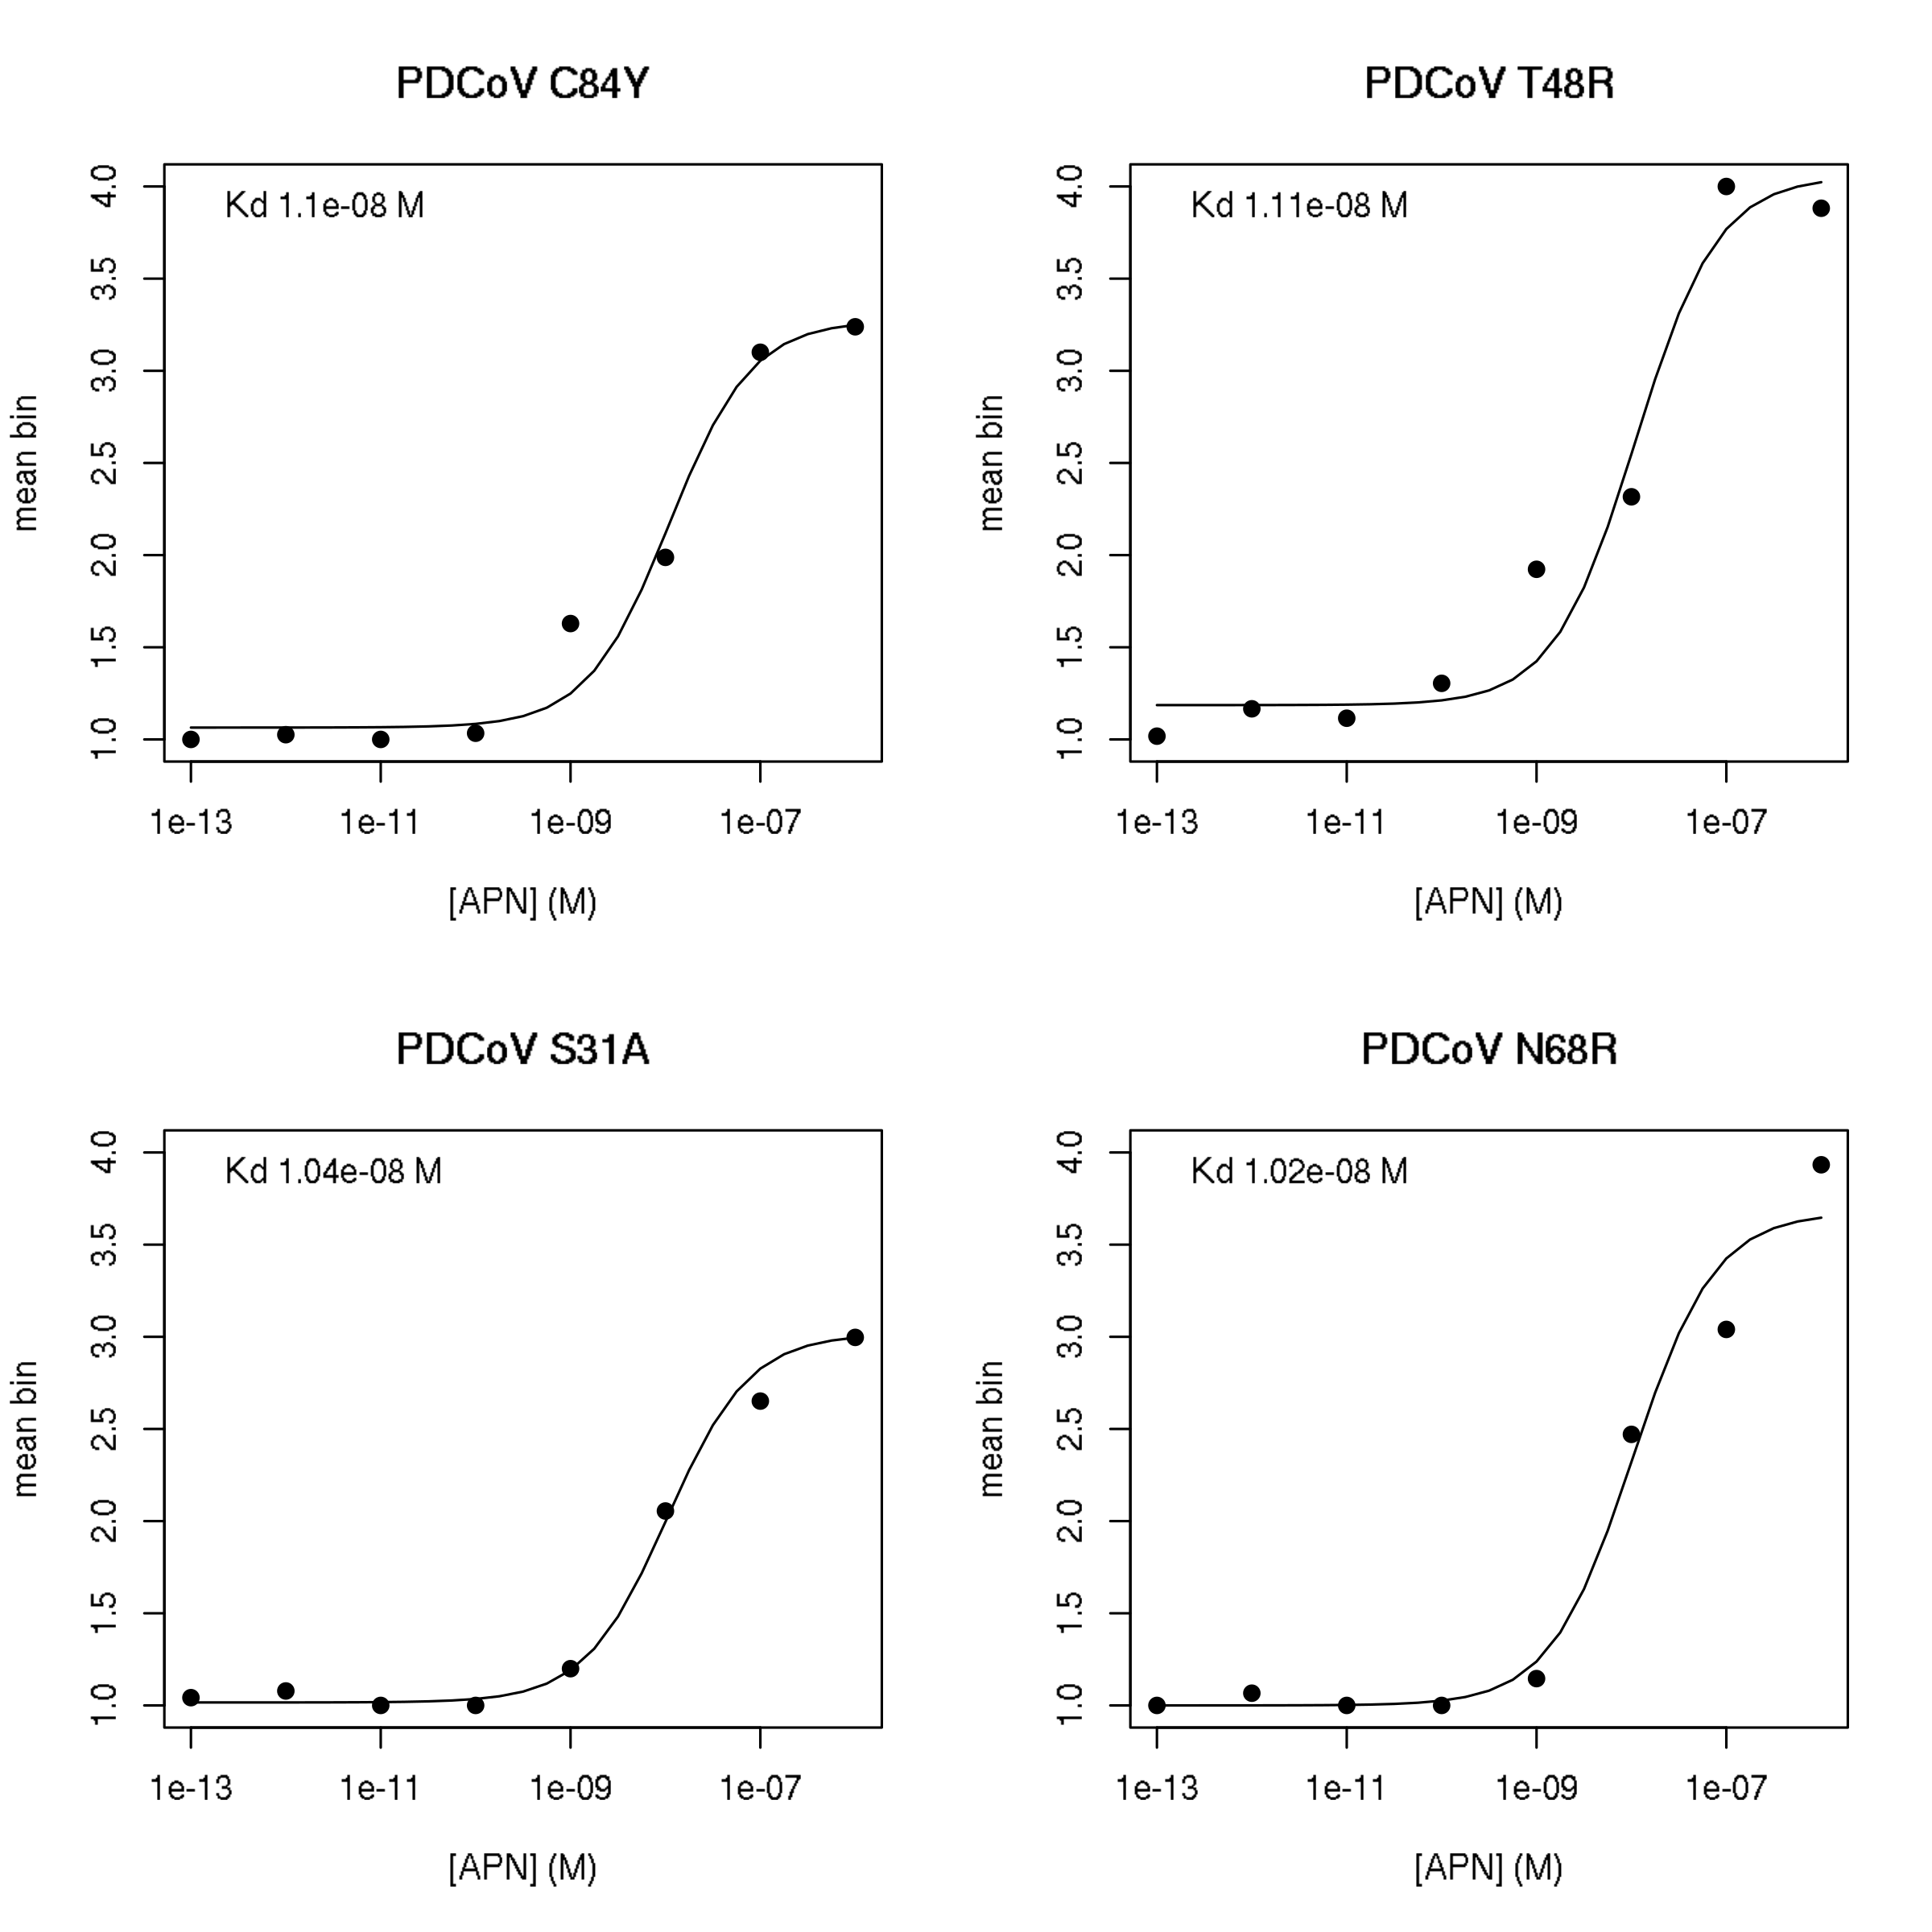 PDCoV C84Y
Kd 1.1e-08 M
mean bin
4.0
3.5
3.0
2.5
2.0
1.5
1.0
1e-13 1e-11 1e-09 1e-07
[APN] (M)
PDCoV T48R
Kd 1.11e-08 M
mean bin
4.0
3.5
3.0
2.5
2.0
1.5
1.0
1e-13 1e-11 1e-09 1e-07
[APN] (M)
PDCoV S31A
Kd 1.04e-08 M
mean bin
4.0
3.5
3.0
2.5
2.0
1.5
1.0
1e-13 1e-11 1e-09 1e-07
[APN] (M)
PDCoV N68R
Kd 1.02e-08 M
mean bin
4.0
3.5
3.0
2.5
2.0
1.5
1.0
1e-13 1e-11 1e-09 1e-07
[APN] (M)